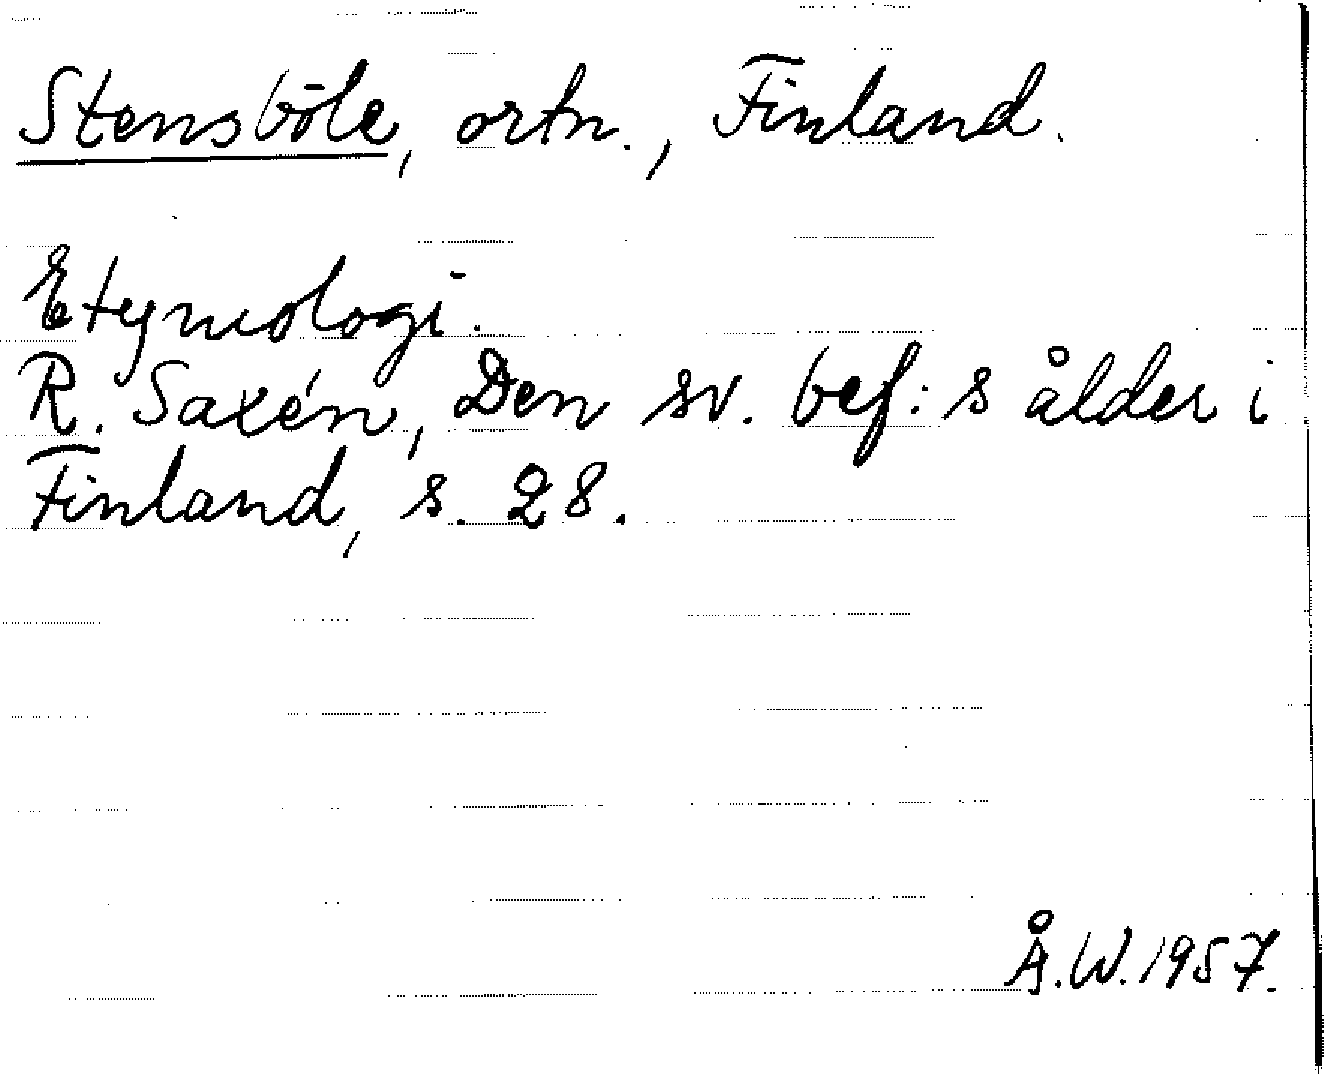 Stensböle, ortn., Finland.
Etymologi.
R. Saxén, Den sv. bef:s ålder i
Finland, s. 28.
Å.W. 1957.